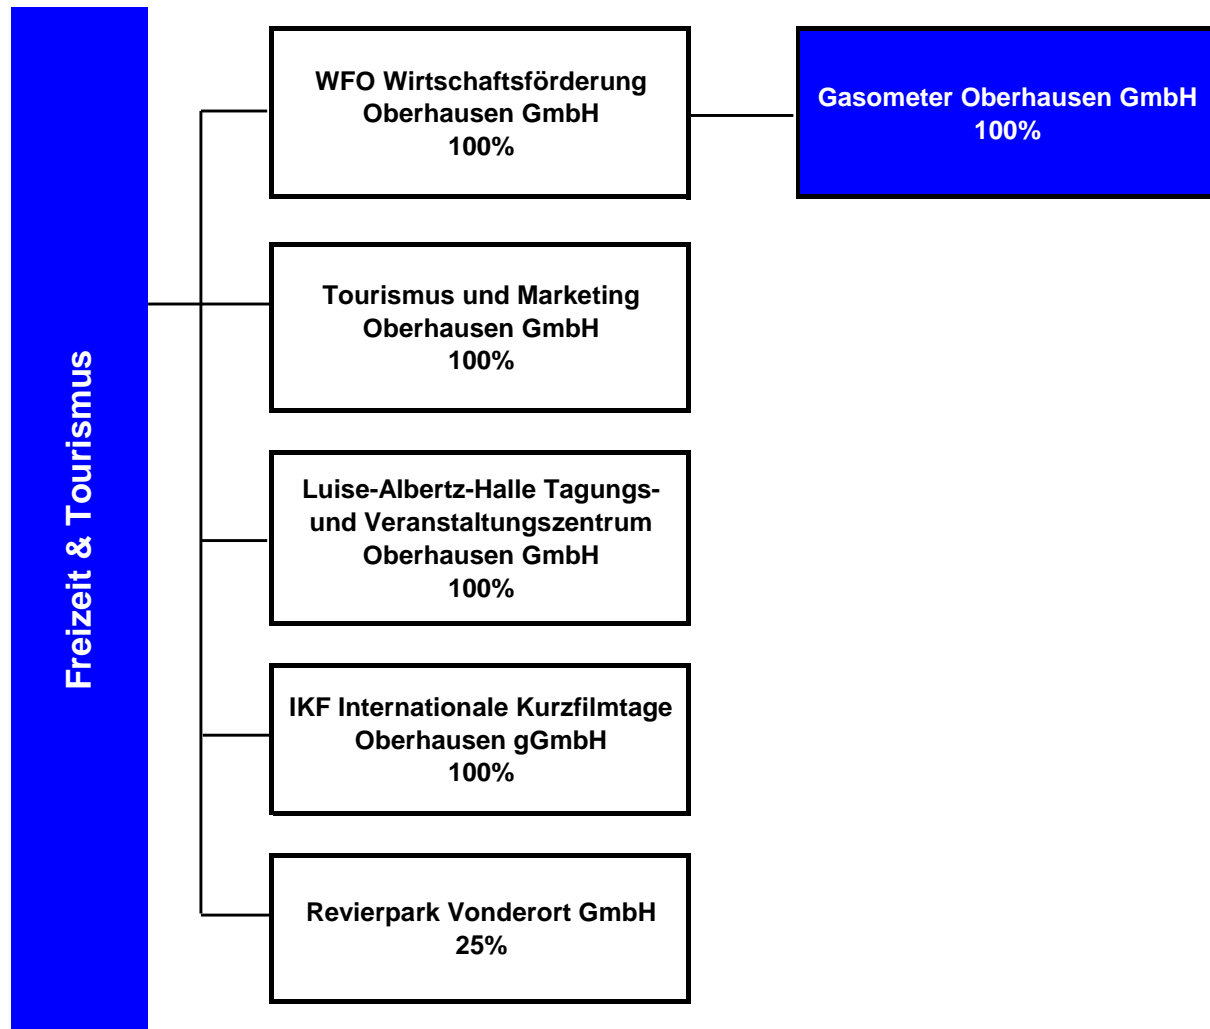 Freizeit & Tourismus
WFO Wirtschaftsförderung
Oberhausen GmbH
100%
Gasometer Oberhausen GmbH
100%
Tourismus und Marketing
Oberhausen GmbH
100%
Luise-Albertz-Halle Tagungs-
und Veranstaltungszentrum
Oberhausen GmbH
100%
IKF Internationale Kurzfilmtage
Oberhausen gGmbH
100%
Revierpark Vonderort GmbH
25%